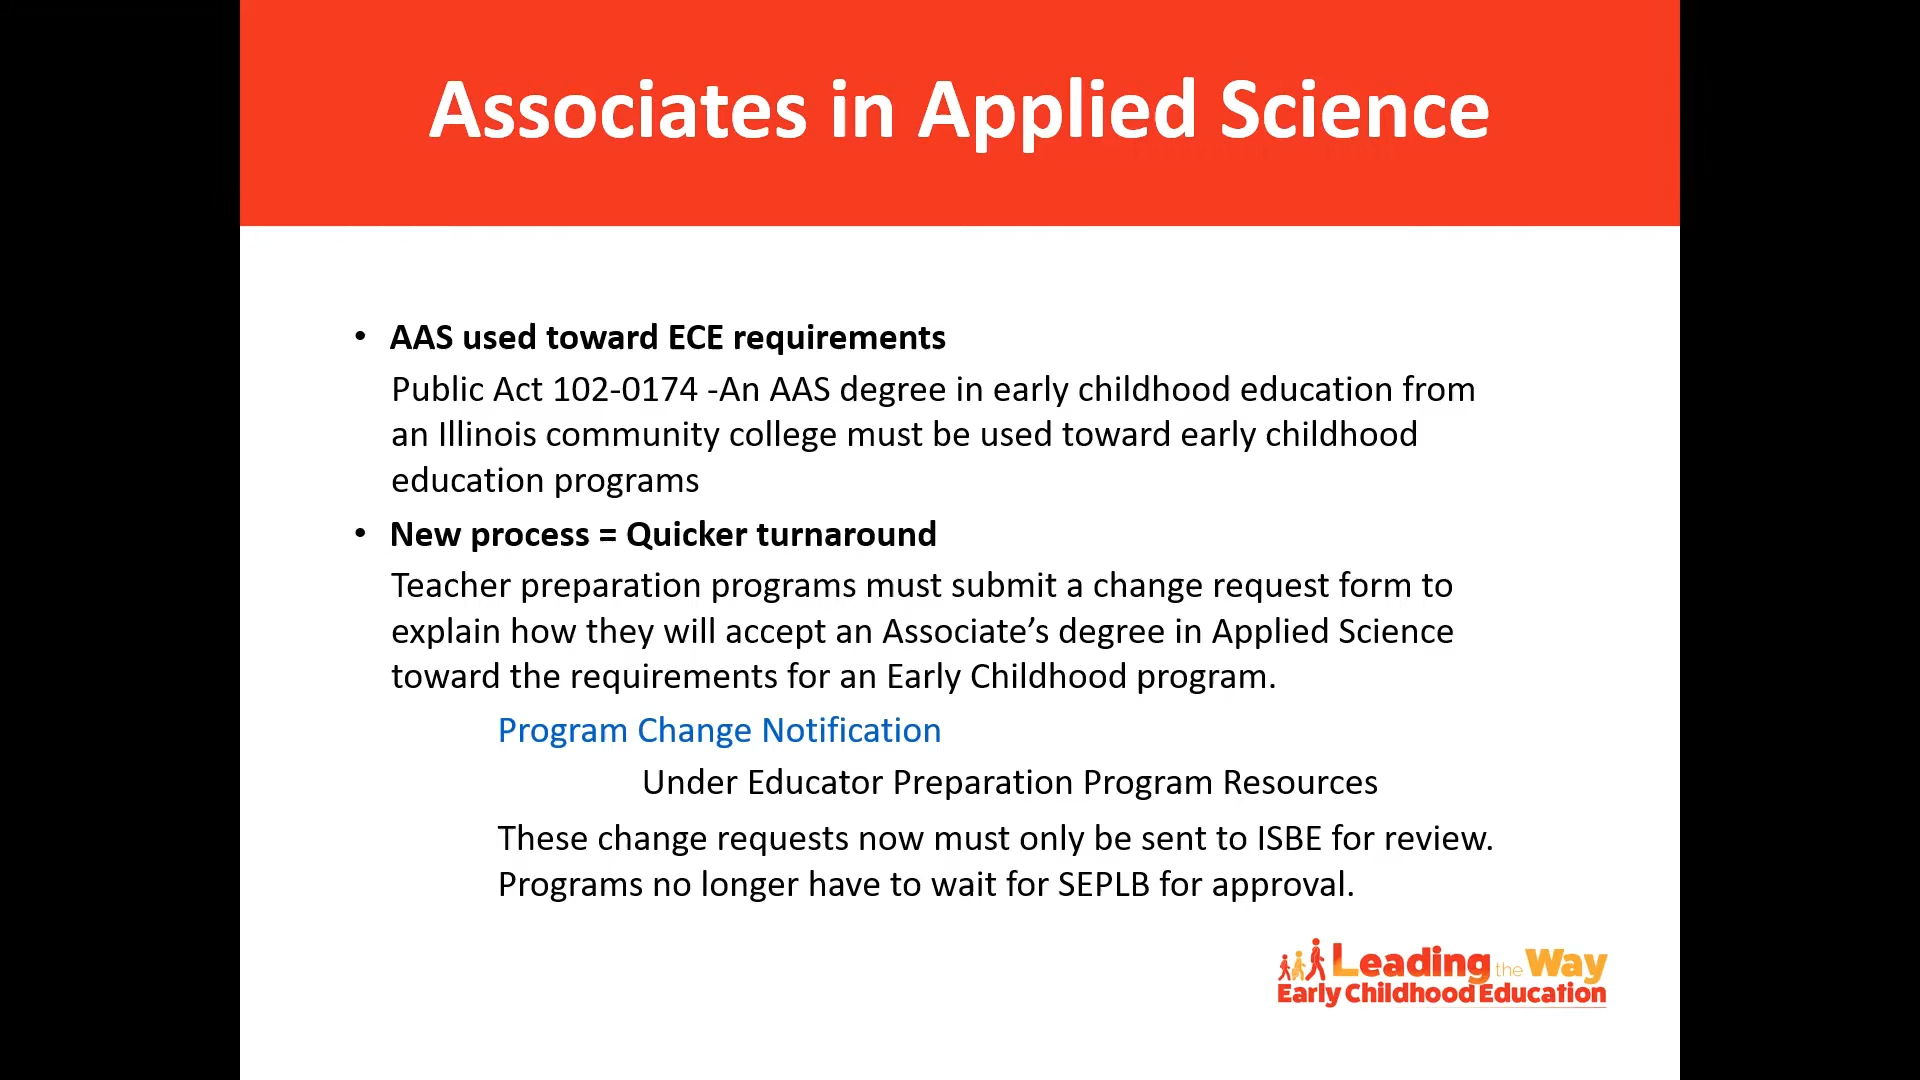 Associates in Applied Science
• AAS used toward ECE requirements
Public Act 102-0174 -An AAS degree in early childhood education from
an Illinois community college must be used toward early childhood
education programs
• New process = Quicker turnaround
Teacher preparation programs must submit a change request form to
explain how they will accept an Associate’s degree in Applied Science
toward the requirements for an Early Childhood program.
Program Change Notification
Under Educator Preparation Program Resources
These change requests now must only be sent to ISBE for review.
Programs no longer have to wait for SEPLB for approval.
Leading the Way
Early Childhood Education